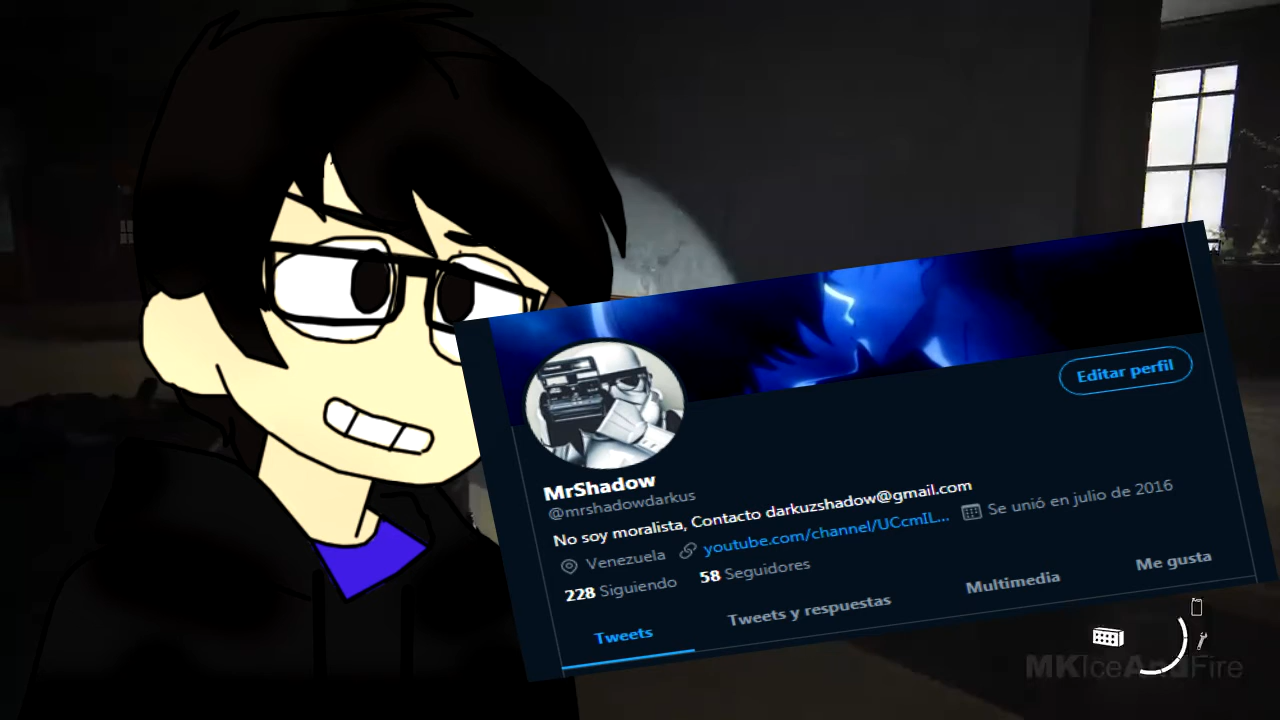 Editar perfil
MrShadow
@mrshadowdarkus
No soy moralista, Contacto darkuzshadow@gmail.com
Venezuela youtube.com/channel/UCcmIL... Se unió en julio de 2016
228 Siguiendo 58 Seguidores
Tweets Tweets y respuestas Multimedia Me gusta
MKIceAndFire